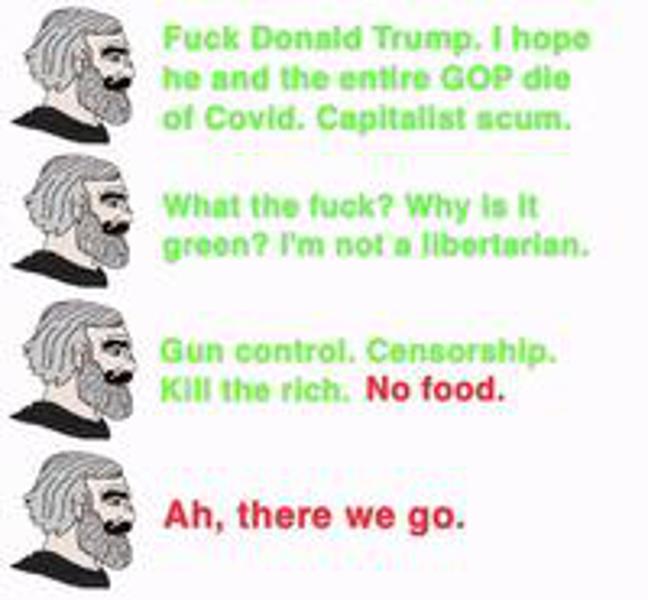 Fuck Donald Trump. I hope
he and the entire GOP die
of Covid. Capitalist scum.
What the fuck? Why is it
green? I'm not a libertarian.
Gun control. Censorship.
Kill the rich. No food.
Ah, there we go.